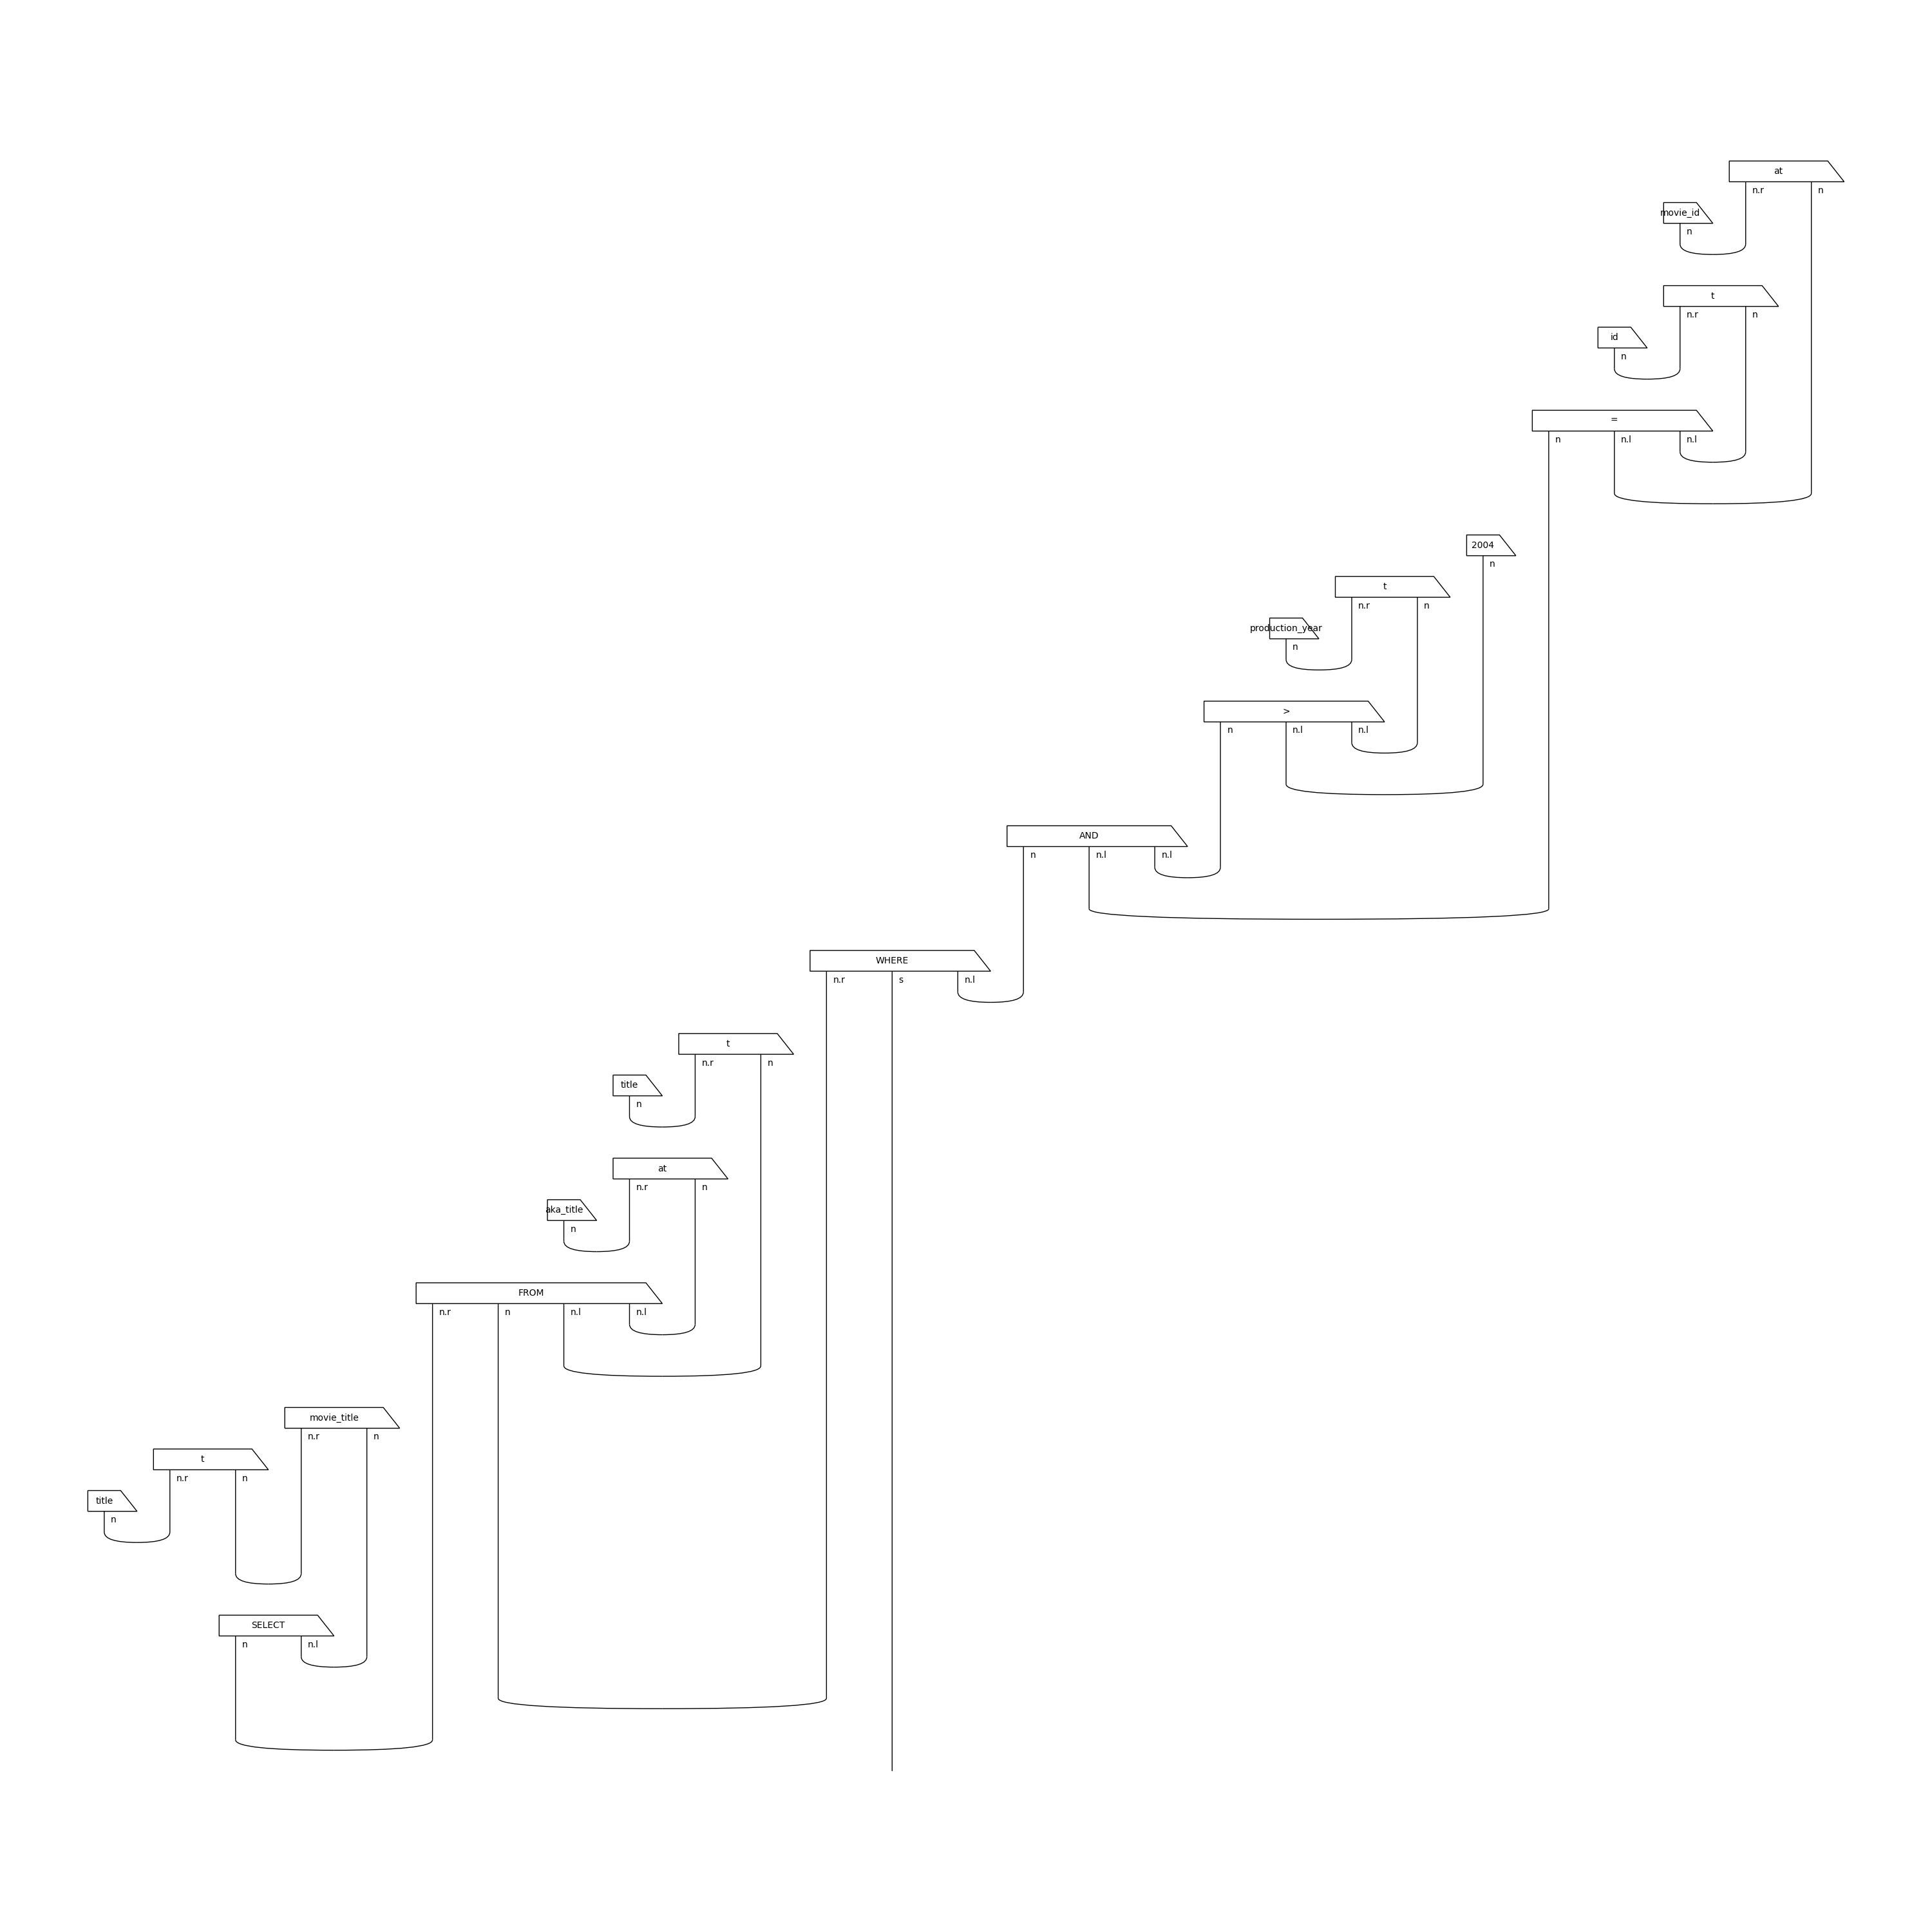 at
n.r n
movie_id
n
t
n.r n
id
n
=
n n.l n.l
2004
n
t
n.r n
production_year
n
>
n n.l n.l
AND
n n.l n.l
WHERE
n.r s n.l
t
n.r n
title
n
at
n.r n
aka_title
n
FROM
n.r n n.l n.l
movie_title
n.r n
t
n.r n
title
n
SELECT
n n.l